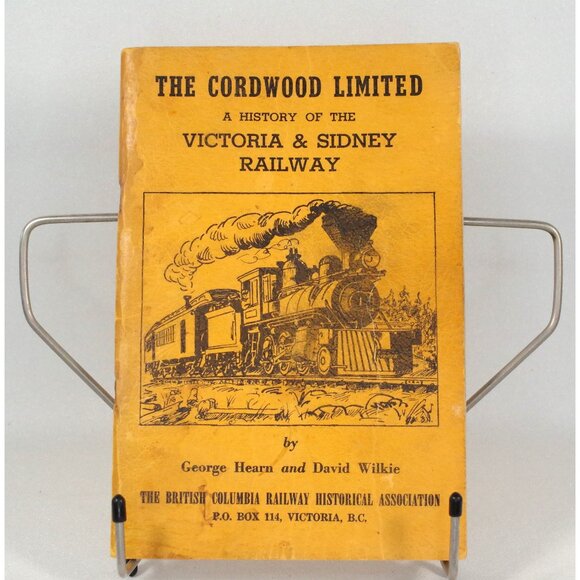 THE CORDWOOD LIMITED
A HISTORY OF THE
VICTORIA & SIDNEY
RAILWAY
by
George Hearn and David Wilkie
THE BRITISH COLUMBIA RAILWAY HISTORICAL ASSOCIATION
P.O. BOX 114, VICTORIA, B.C.